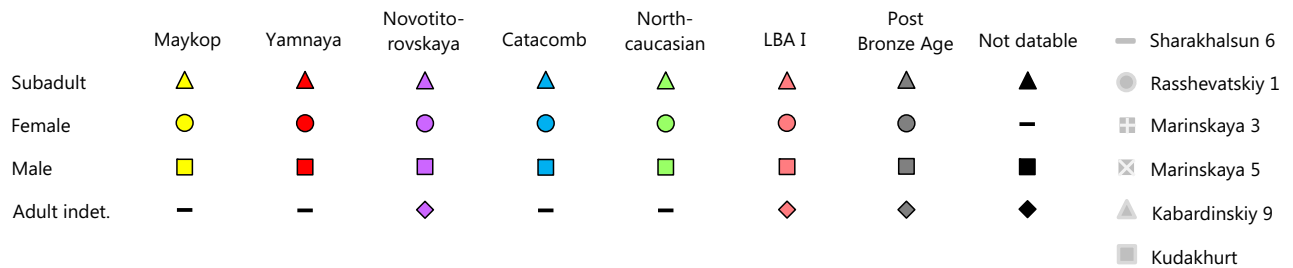 Maykop Yamnaya Novotito-
rovskaya Catacomb North-
caucasian LBA I Post
Bronze Age Not datable
Subadult
Female
Male
Adult indet.
Sharakhalsun 6
Rasshevatskiy 1
Marinskaya 3
Marinskaya 5
Kabardinskiy 9
Kudakhurt